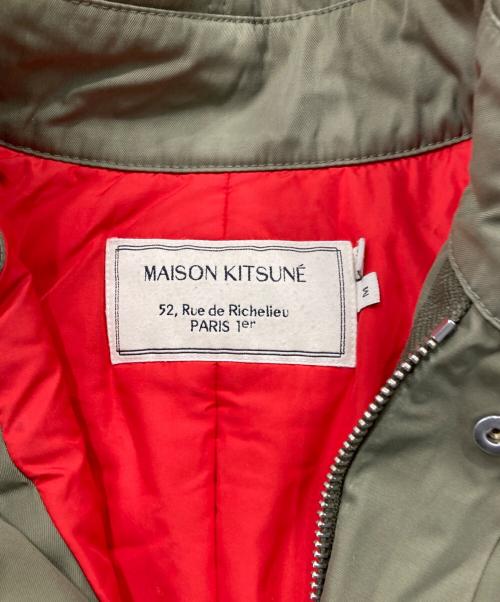 MAISON KITSUNÉ
52, Rue de Richelieu
PARIS 1er
M